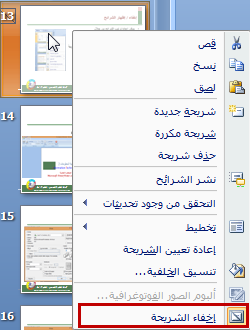 13
قص
نسخ
لصق
شريحة جديدة
شريحة مكررة
حذف شريحة
نشر الشرائح
التحقق من وجود تحديثات
تخطيط
إعادة تعيين الشريحة
تنسيق الخلفية...
ألبوم الصور الفوتوغرافية...
إخفاء الشريحة
14
15
16